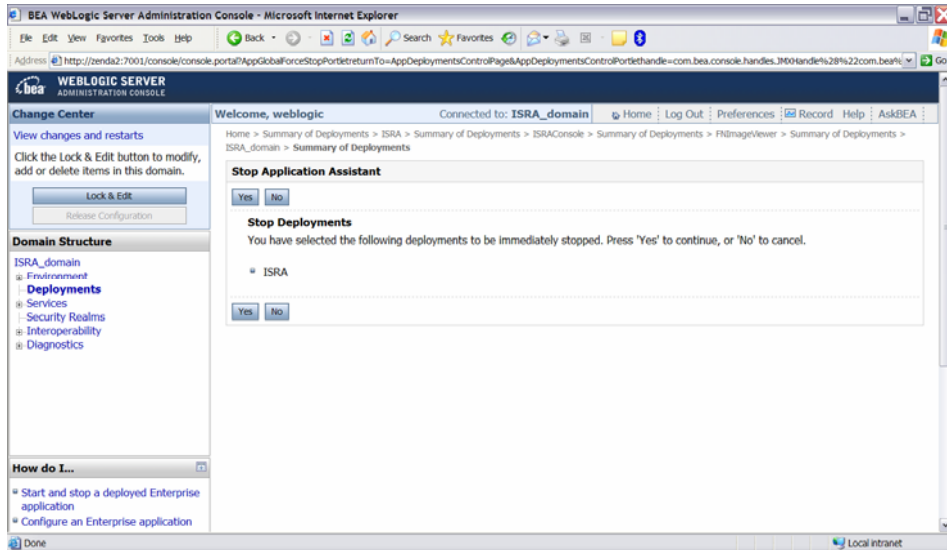 BEA WebLogic Server Administration Console - Microsoft Internet Explorer
File Edit View Favorites Tools Help
Back Search Favorites
Address http://zenda2:7001/console/console.portal?AppGlobalForceStopPortletreturnTo=AppDeploymentsControlPage&AppDeploymentsControlPortlethandle=com.bea.console.handles.JMXHandle%28%22com.bea% Go
bea WEBLOGIC SERVER
ADMINISTRATION CONSOLE
Change Center
View changes and restarts
Click the Lock & Edit button to modify,
add or delete items in this domain.
Lock & Edit
Release Configuration
Domain Structure
ISRA_domain
Environment
Deployments
Services
Security Realms
Interoperability
Diagnostics
How do I...
Start and stop a deployed Enterprise
application
Configure an Enterprise application
Welcome, weblogic Connected to: ISRA_domain Home Log Out Preferences Record Help AskBEA
Home > Summary of Deployments > ISRA > Summary of Deployments > ISRAConsole > Summary of Deployments > FNImageViewer > Summary of Deployments >
ISRA_domain > Summary of Deployments
Stop Application Assistant
Yes No
Stop Deployments
You have selected the following deployments to be immediately stopped. Press 'Yes' to continue, or 'No' to cancel.
ISRA
Yes No
Done Local intranet